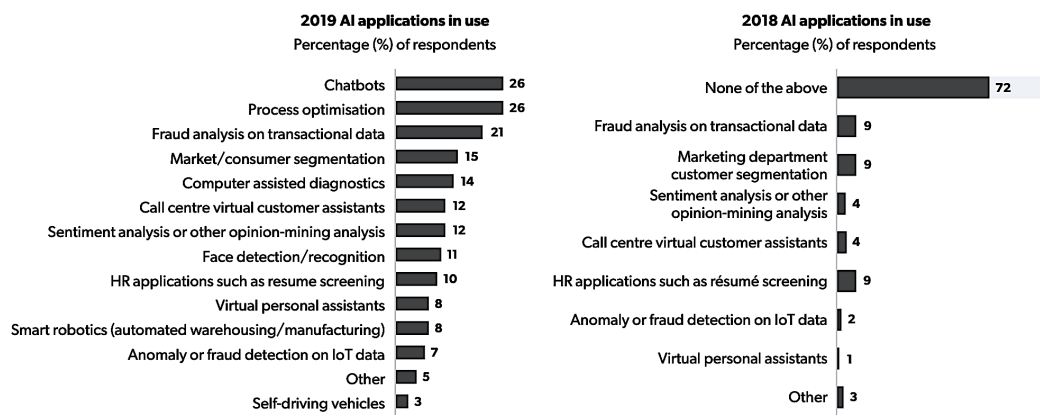 2019 AI applications in use
Percentage (%) of respondents
Chatbots 26
Process optimisation 26
Fraud analysis on transactional data 21
Market/consumer segmentation 15
Computer assisted diagnostics 14
Call centre virtual customer assistants 12
Sentiment analysis or other opinion-mining analysis 12
Face detection/recognition 11
HR applications such as resume screening 10
Virtual personal assistants 8
Smart robotics (automated warehousing/manufacturing) 8
Anomaly or fraud detection on IoT data 7
Other 5
Self-driving vehicles 3
2018 AI applications in use
Percentage (%) of respondents
None of the above 72
Fraud analysis on transactional data 9
Marketing department
customer segmentation 9
Sentiment analysis or other
opinion-mining analysis 4
Call centre virtual customer assistants 4
HR applications such as résumé screening 9
Anomaly or fraud detection on IoT data 2
Virtual personal assistants 1
Other 3